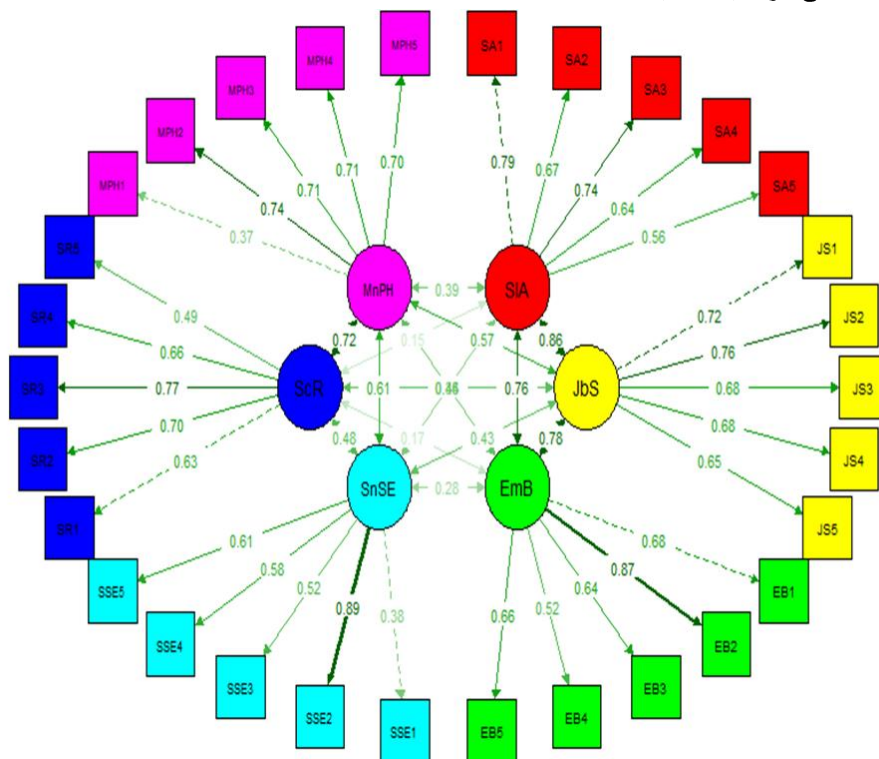 MPH5
SA1
MPH4
SA2
MPH3
SA3
MPH2
SA4
MPH1
SA5
0.70
0.79
0.71
0.67
0.71
0.74
0.74
0.64
0.37
0.56
SR5
JS1
MnPH
0.39
SlA
SR4
0.49
0.72
0.15
0.57
0.86
0.72
JS2
0.66
0.76
SR3
0.77
ScR
0.61
0.76
JbS
0.68
JS3
SR2
0.70
0.68
JS4
0.63
0.48
0.17
0.43
0.78
0.65
SR1
SnSE
0.28
EmB
JS5
SSE5
0.61
0.68
EB1
0.58
0.87
SSE4
0.52
0.64
EB2
0.89
0.38
0.66
0.52
SSE3
EB3
SSE2
EB4
SSE1
EB5